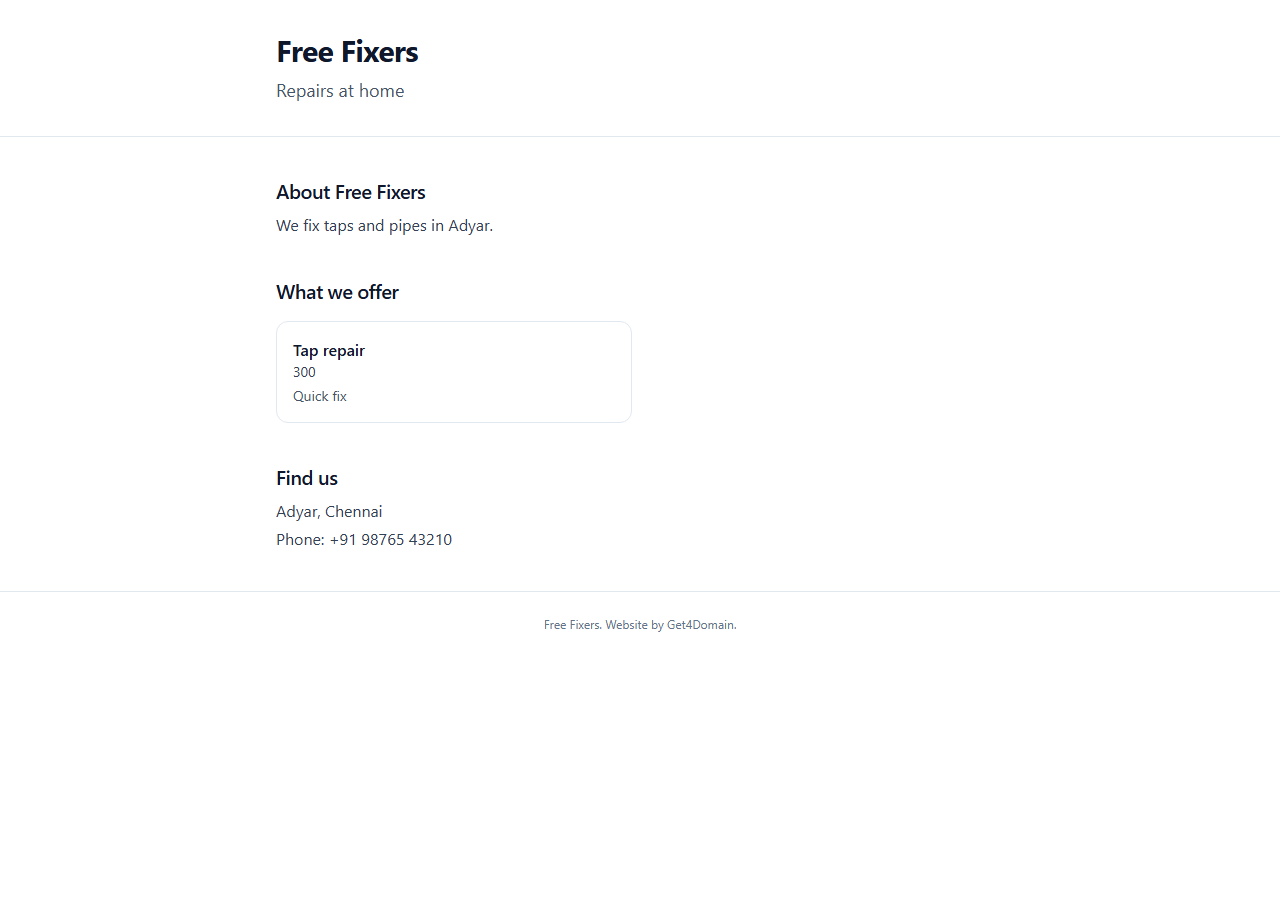 Free Fixers
Repairs at home
About Free Fixers
We fix taps and pipes in Adyar.
What we offer
Tap repair
300
Quick fix
Find us
Adyar, Chennai
Phone: +91 98765 43210
Free Fixers. Website by Get4Domain.